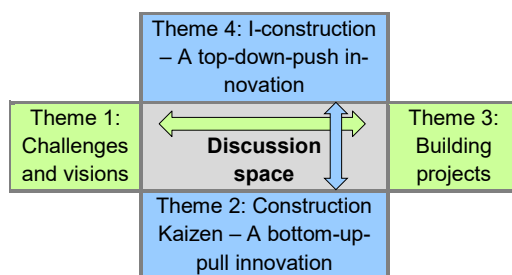 Theme 4: I-construction
– A top-down-push in-
novation
Theme 1:
Challenges
and visions
Discussion
space
Theme 3:
Building
projects
Theme 2: Construction
Kaizen – A bottom-up-
pull innovation